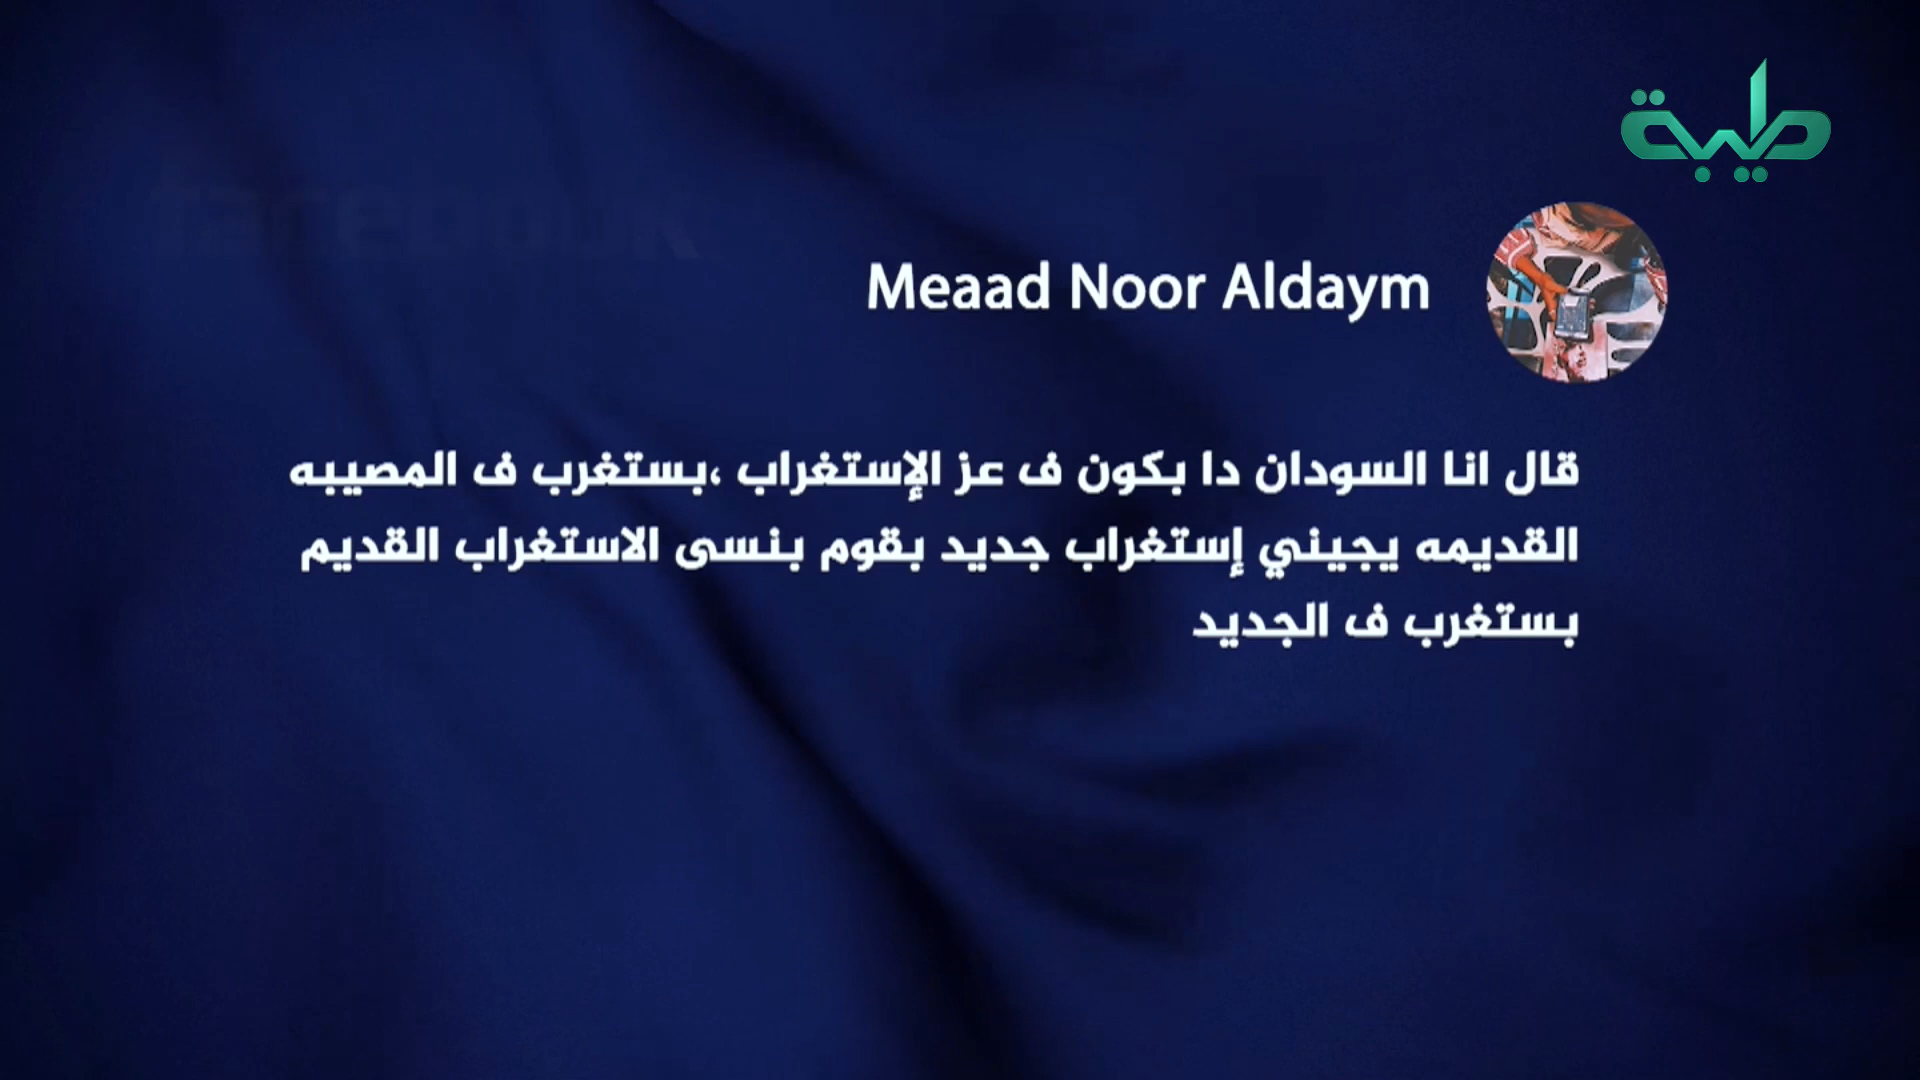 طيبة
facebook
Meaad Noor Aldaym
قال انا السودان دا بكون ف عز الإستغراب ،بستغرب ف المصيبه
القديمه يجيني إستغراب جديد بقوم بنسى الاستغراب القديم
بستغرب ف الجديد